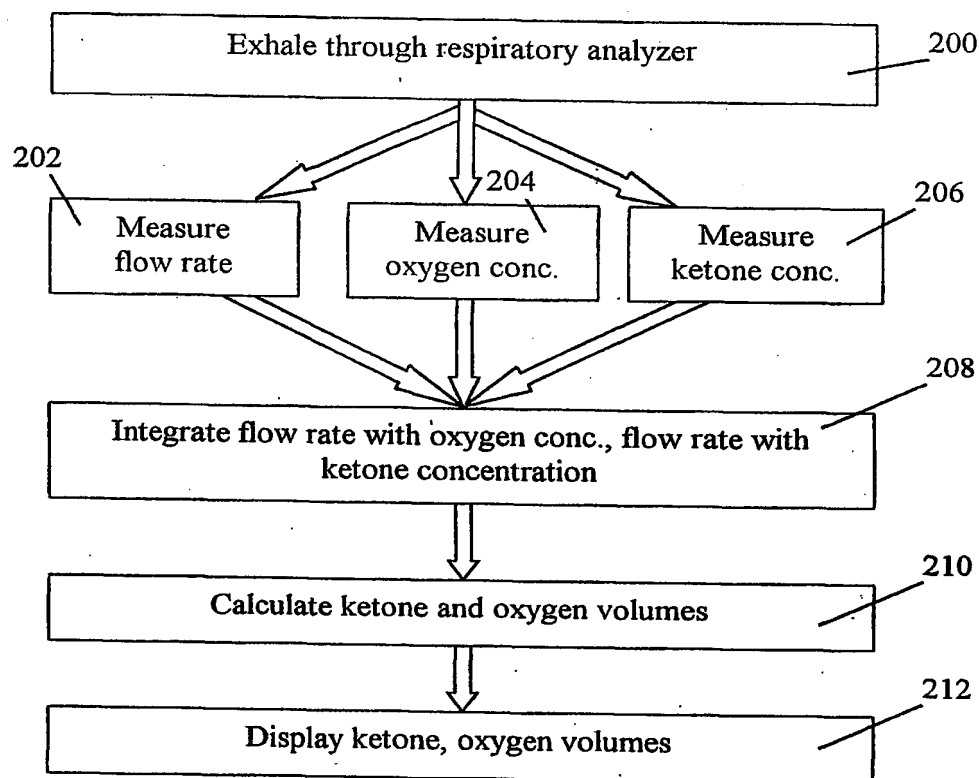 Exhale through respiratory analyzer
200
202
204
206
Measure
flow rate
Measure
oxygen conc.
Measure
ketone conc.
208
Integrate flow rate with oxygen conc., flow rate with
ketone concentration
210
Calculate ketone and oxygen volumes
212
Display ketone, oxygen volumes